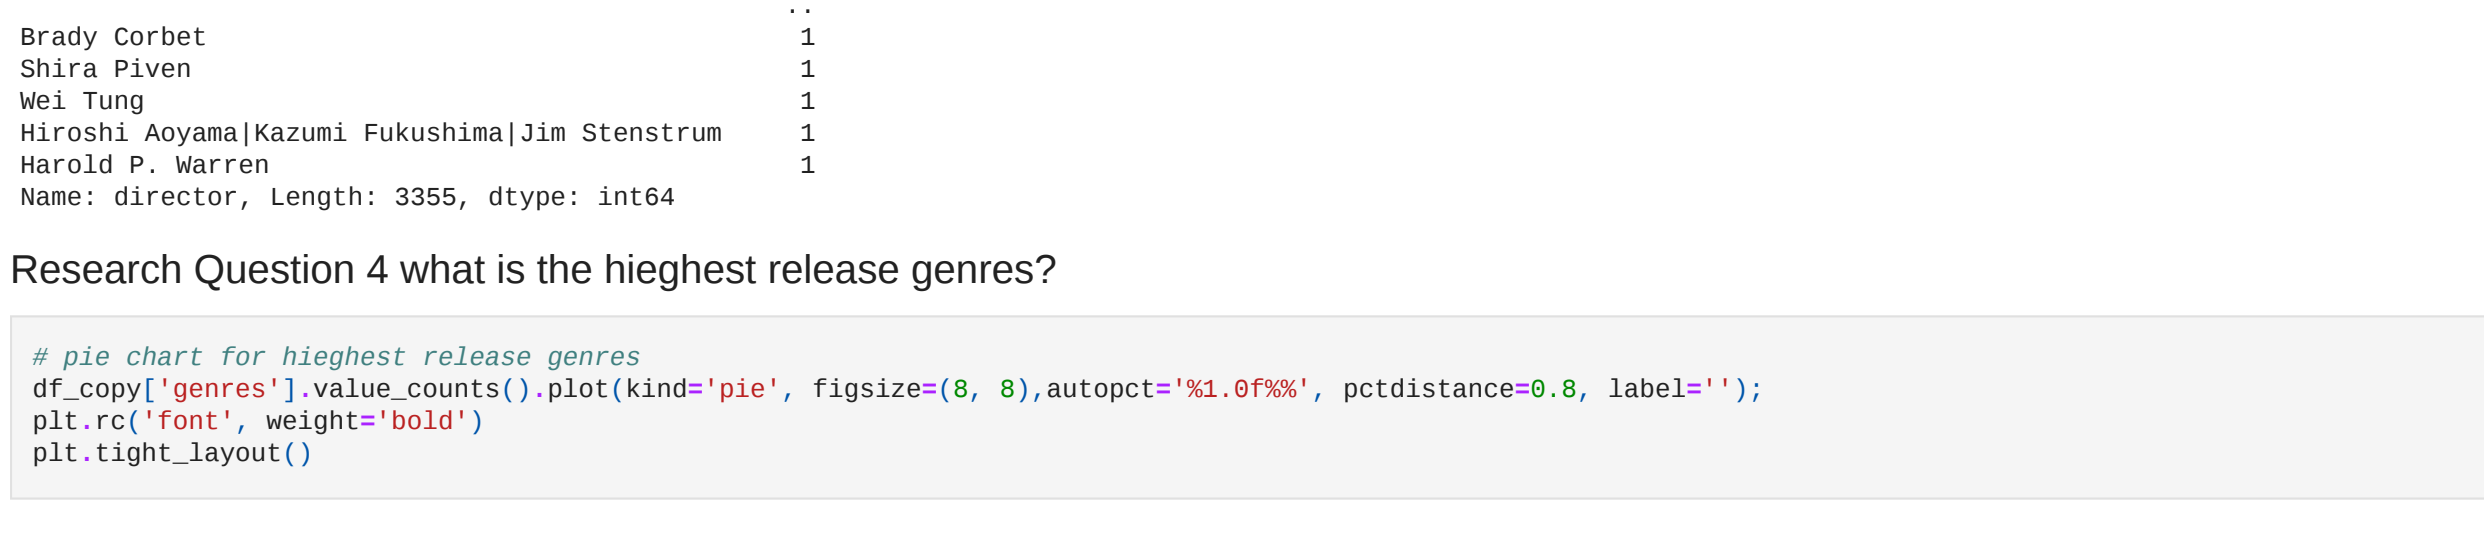 ..
Brady Corbet 1
Shira Piven 1
Wei Tung 1
Hiroshi Aoyama|Kazumi Fukushima|Jim Stenstrum 1
Harold P. Warren 1
Name: director, Length: 3355, dtype: int64
Research Question 4 what is the hieghest release genres?
# pie chart for hieghest release genres
df_copy['genres'].value_counts().plot(kind='pie', figsize=(8, 8),autopct='%1.0f%%', pctdistance=0.8, label='');
plt.rc('font', weight='bold')
plt.tight_layout()